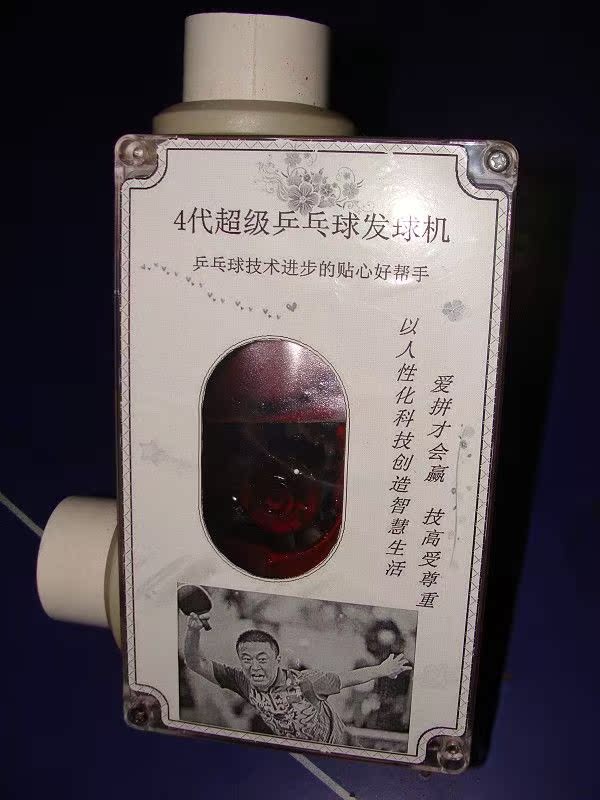 4代超级乒乓球发球机
乒乓球技术进步的贴心好帮手
爱拼才会赢 技高受尊重
以人性化科技创造智慧生活